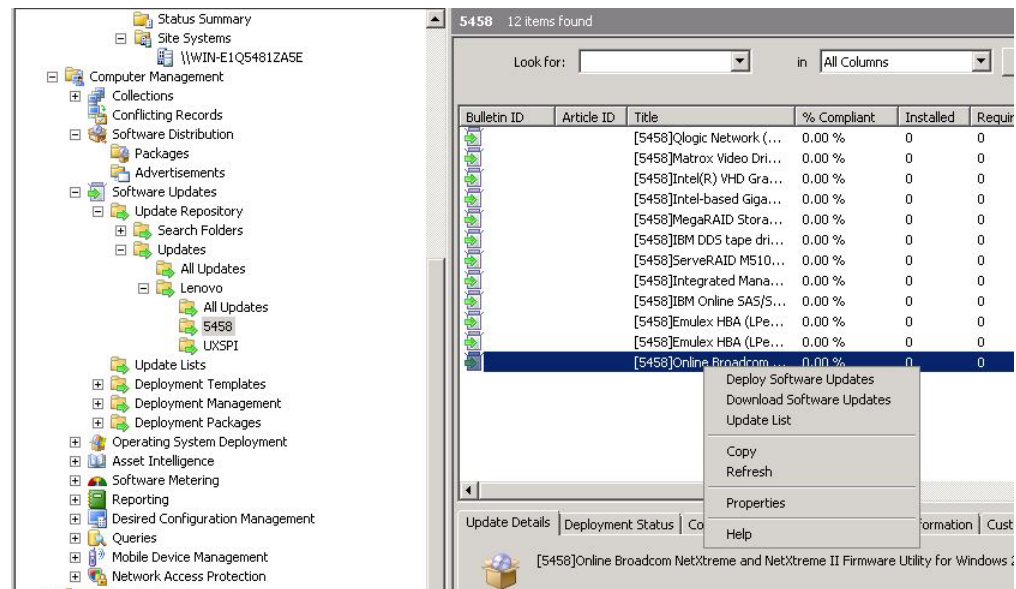 Status Summary
Site Systems
\\WIN-E1Q5481ZA5E
Computer Management
Collections
Conflicting Records
Software Distribution
Packages
Advertisements
Software Updates
Update Repository
Search Folders
Updates
All Updates
Lenovo
All Updates
5458
UXSPI
Update Lists
Deployment Templates
Deployment Management
Deployment Packages
Operating System Deployment
Asset Intelligence
Software Metering
Reporting
Desired Configuration Management
Queries
Mobile Device Management
Network Access Protection
5458 12 items found
Look for: in All Columns
Bulletin ID Article ID Title % Compliant Installed Requir
[5458]Qlogic Network (... 0.00 % 0 0
[5458]Matrox Video Dri... 0.00 % 0 0
[5458]Intel(R) VHD Gra... 0.00 % 0 0
[5458]Intel-based Giga... 0.00 % 0 0
[5458]MegaRAID Stora... 0.00 % 0 0
[5458]IBM DDS tape dri... 0.00 % 0 0
[5458]ServeRAID M510... 0.00 % 0 0
[5458]Integrated Mana... 0.00 % 0 0
[5458]IBM Online SAS/S... 0.00 % 0 0
[5458]Emulex HBA (LPe... 0.00 % 0 0
[5458]Emulex HBA (LPe... 0.00 % 0 0
[5458]Online Broadcom ... 0.00 % 0 0
Deploy Software Updates
Download Software Updates
Update List
Copy
Refresh
Properties
Help
Update Details Deployment Status Co formation Cust
[5458]Online Broadcom NetXtreme and NetXtreme II Firmware Utility for Windows 2